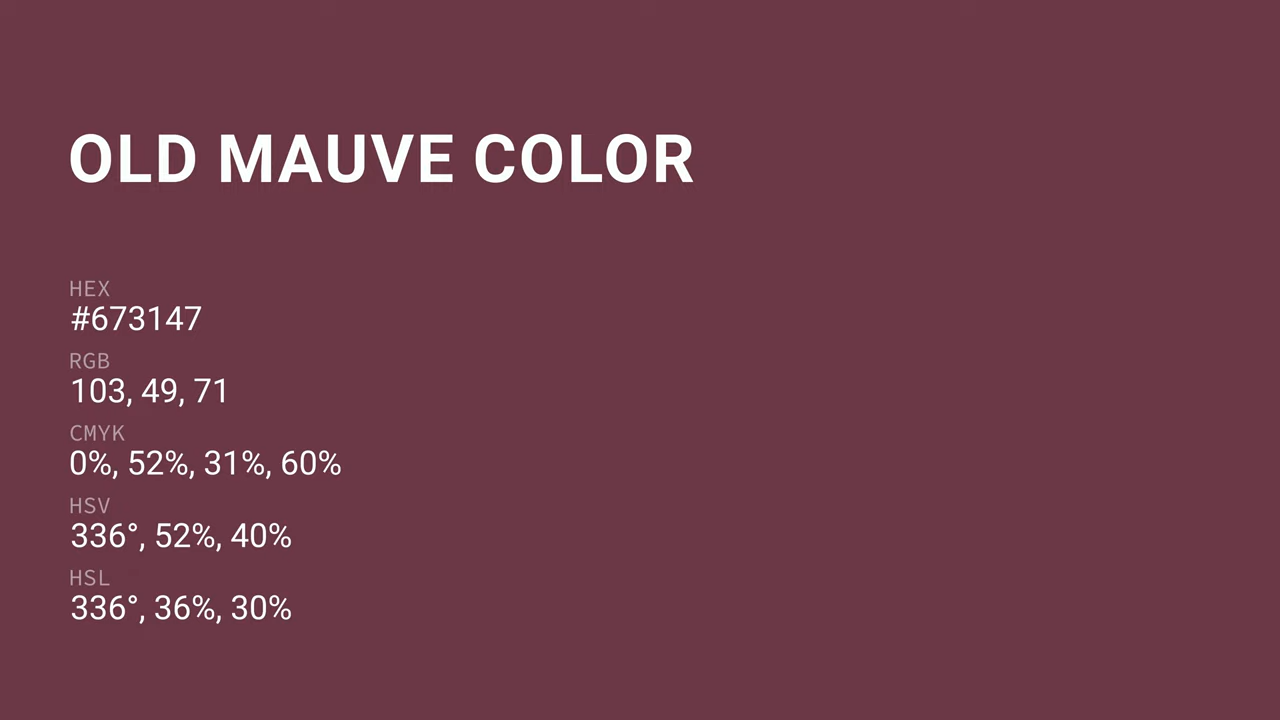 OLD MAUVE COLOR
HEX
#673147
RGB
103, 49, 71
CMYK
0%, 52%, 31%, 60%
HSV
336°, 52%, 40%
HSL
336°, 36%, 30%